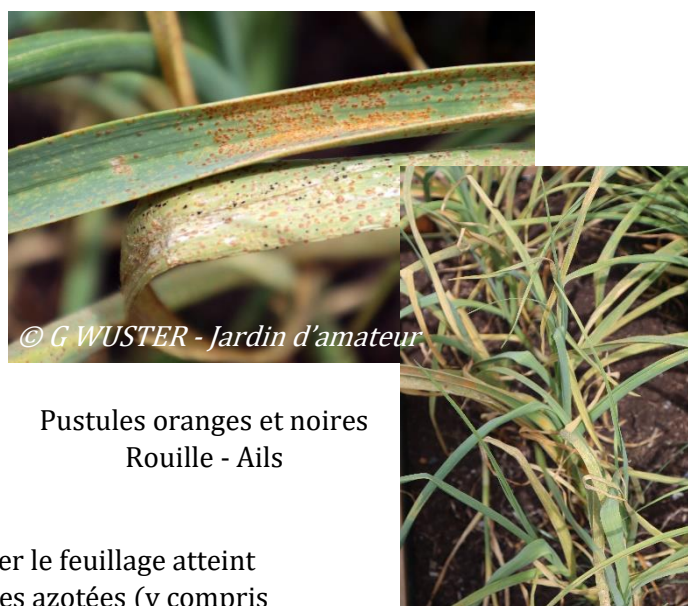 © G WUSTER - Jardin d'amateur
Pustules oranges et noires
Rouille - Ails
er le feuillage atteint
es azotées (y compris